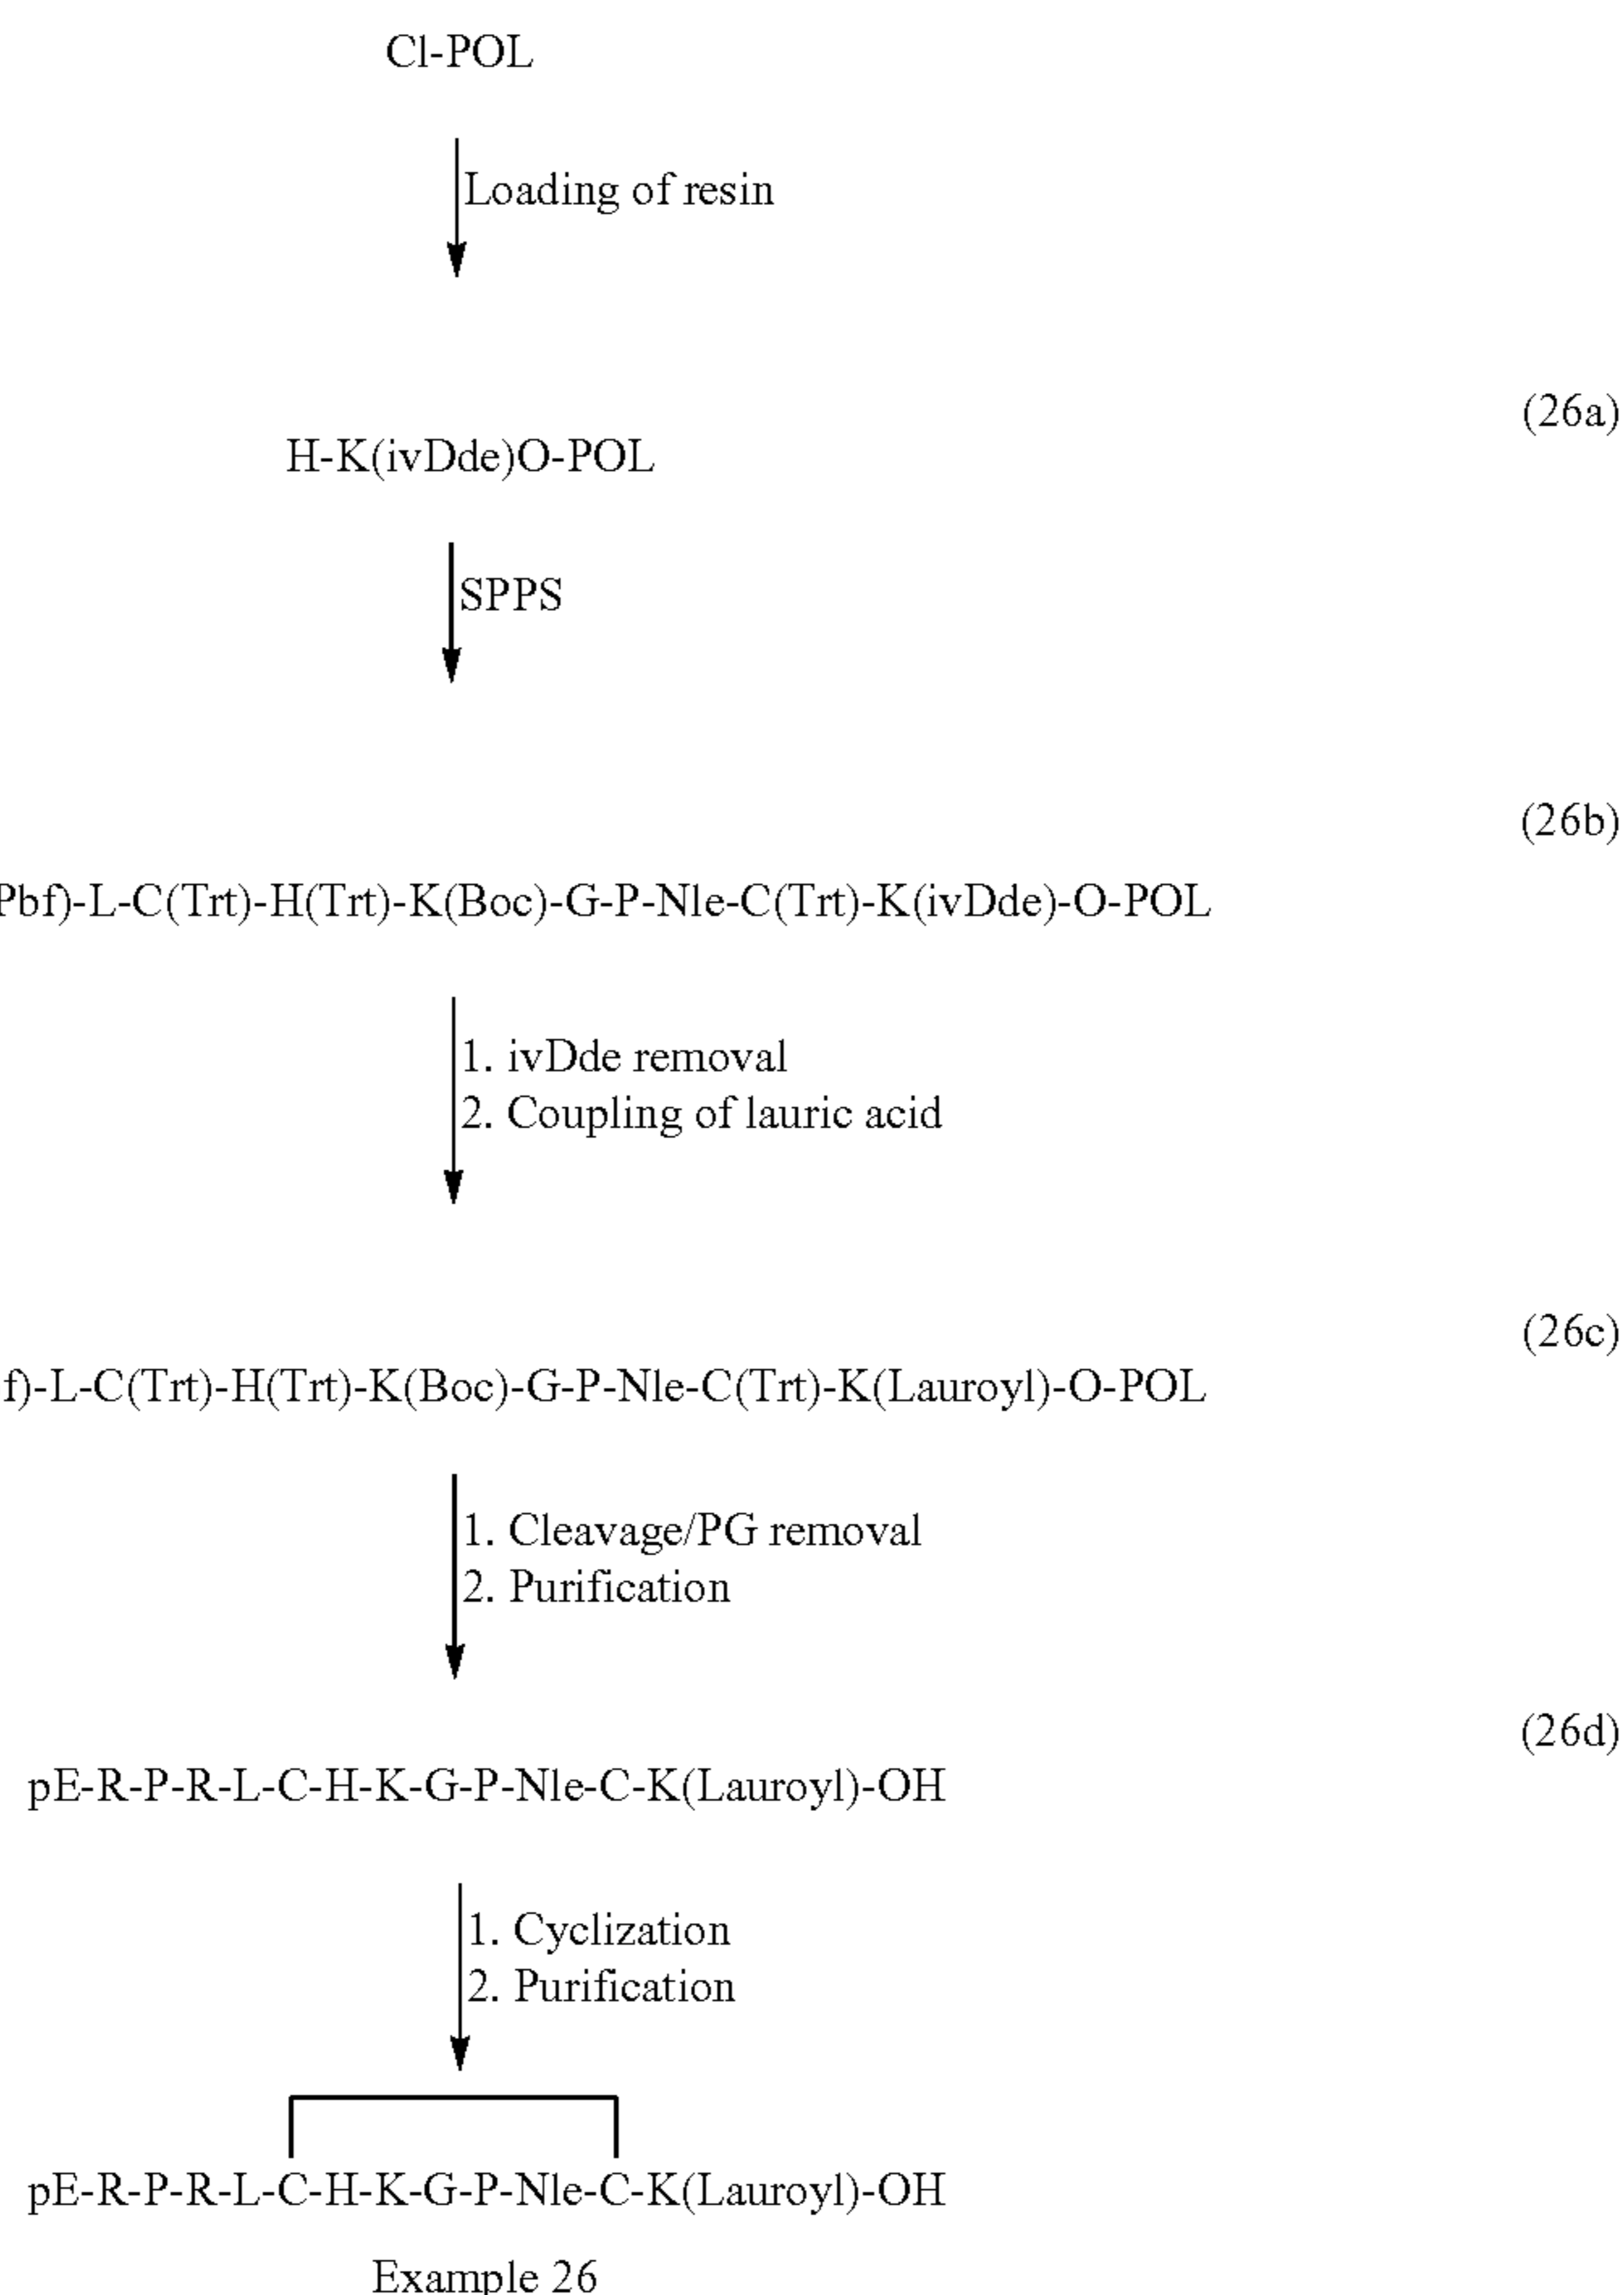 Cl-POL
Loading of resin
(26a)
H-K(ivDde)O-POL
SPPS
(26b)
Pbf)-L-C(Trt)-H(Trt)-K(Boc)-G-P-Nle-C(Trt)-K(ivDde)-O-POL
1. ivDde removal
2. Coupling of lauric acid
(26c)
f)-L-C(Trt)-H(Trt)-K(Boc)-G-P-Nle-C(Trt)-K(Lauroyl)-O-POL
1. Cleavage/PG removal
2. Purification
(26d)
pE-R-P-R-L-C-H-K-G-P-Nle-C-K(Lauroyl)-OH
1. Cyclization
2. Purification
pE-R-P-R-L-C-H-K-G-P-Nle-C-K(Lauroyl)-OH
Example 26